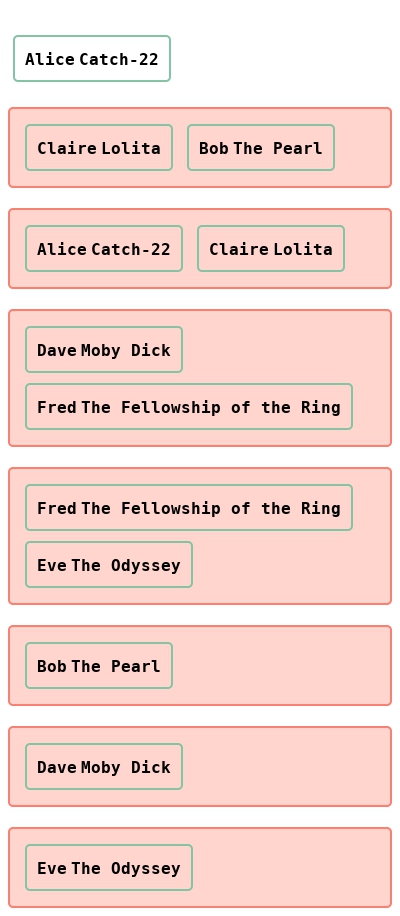 Alice Catch-22
Claire Lolita Bob The Pearl
Alice Catch-22 Claire Lolita
Dave Moby Dick
Fred The Fellowship of the Ring
Fred The Fellowship of the Ring
Eve The Odyssey
Bob The Pearl
Dave Moby Dick
Eve The Odyssey